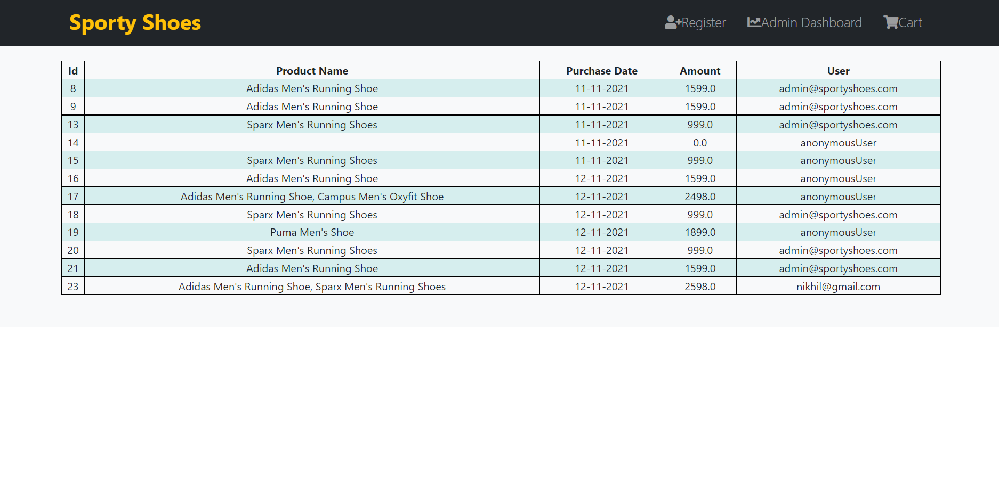 Sporty Shoes Register Admin Dashboard Cart
Id Product Name Purchase Date Amount User
8 Adidas Men's Running Shoe 11-11-2021 1599.0 admin@sportyshoes.com
9 Adidas Men's Running Shoe 11-11-2021 1599.0 admin@sportyshoes.com
13 Sparx Men's Running Shoes 11-11-2021 999.0 admin@sportyshoes.com
14 11-11-2021 0.0 anonymousUser
15 Sparx Men's Running Shoes 11-11-2021 999.0 anonymousUser
16 Adidas Men's Running Shoe 12-11-2021 1599.0 anonymousUser
17 Adidas Men's Running Shoe, Campus Men's Oxyfit Shoe 12-11-2021 2498.0 anonymousUser
18 Sparx Men's Running Shoes 12-11-2021 999.0 admin@sportyshoes.com
19 Puma Men's Shoe 12-11-2021 1899.0 anonymousUser
20 Sparx Men's Running Shoes 12-11-2021 999.0 admin@sportyshoes.com
21 Adidas Men's Running Shoe 12-11-2021 1599.0 admin@sportyshoes.com
23 Adidas Men's Running Shoe, Sparx Men's Running Shoes 12-11-2021 2598.0 nikhil@gmail.com